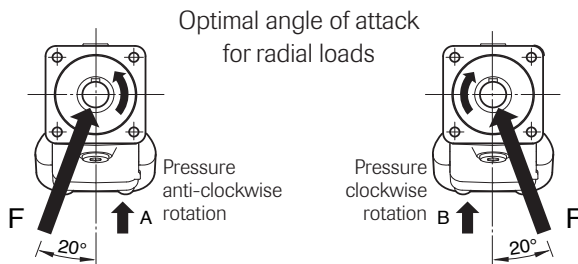 Optimal angle of attack
for radial loads
Pressure
anti-clockwise
rotation
F
A
20°
Pressure
clockwise
rotation
B
F
20°